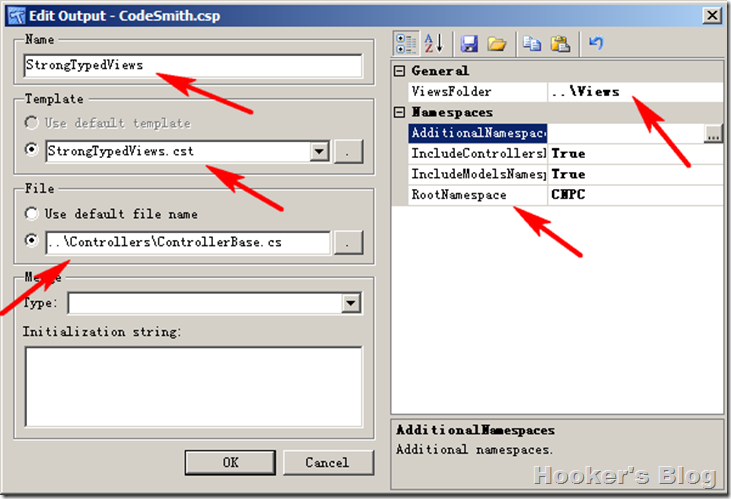 Edit Output - CodeSmith.csp
Name
StrongTypedViews
Template
Use default template
StrongTypedViews.cst
.
File
Use default file name
..\Controllers\ControllerBase.cs
.
Merge
Type:
Initialization string:
OK
Cancel
General
ViewsFolder ..\Views
Namespaces
AdditionalNamespace ...
IncludeControllers True
IncludeModelsNames True
RootNamespace CNPC
AdditionalNamespaces
Additional namespaces.
Hooker's Blog